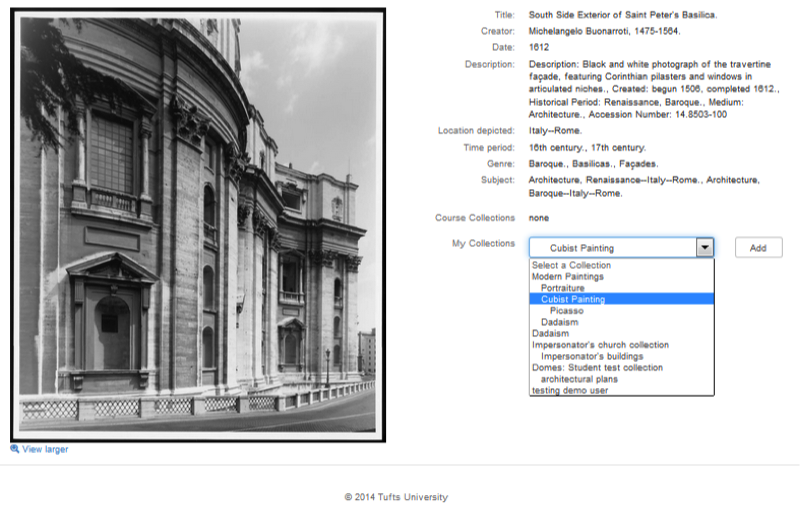 Title: South Side Exterior of Saint Peter's Basilica.
Creator: Michelangelo Buonarroti, 1475-1564.
Date: 1612
Description: Description: Black and white photograph of the travertine
façade, featuring Corinthian pilasters and windows in
articulated niches., Created: begun 1506, completed 1612.,
Historical Period: Renaissance, Baroque., Medium:
Architecture., Accession Number: 14.8503-100
Location depicted: Italy--Rome.
Time period: 16th century., 17th century.
Genre: Baroque., Basilicas., Façades.
Subject: Architecture, Renaissance--Italy--Rome., Architecture,
Baroque--Italy--Rome.
Course Collections none
My Collections Cubist Painting Add
Select a Collection
Modern Paintings
Portraiture
Cubist Painting
Picasso
Dadaism
Dadaism
Impersonator's church collection
Impersonator's buildings
Domes: Student test collection
architectural plans
testing demo user
View larger
© 2014 Tufts University